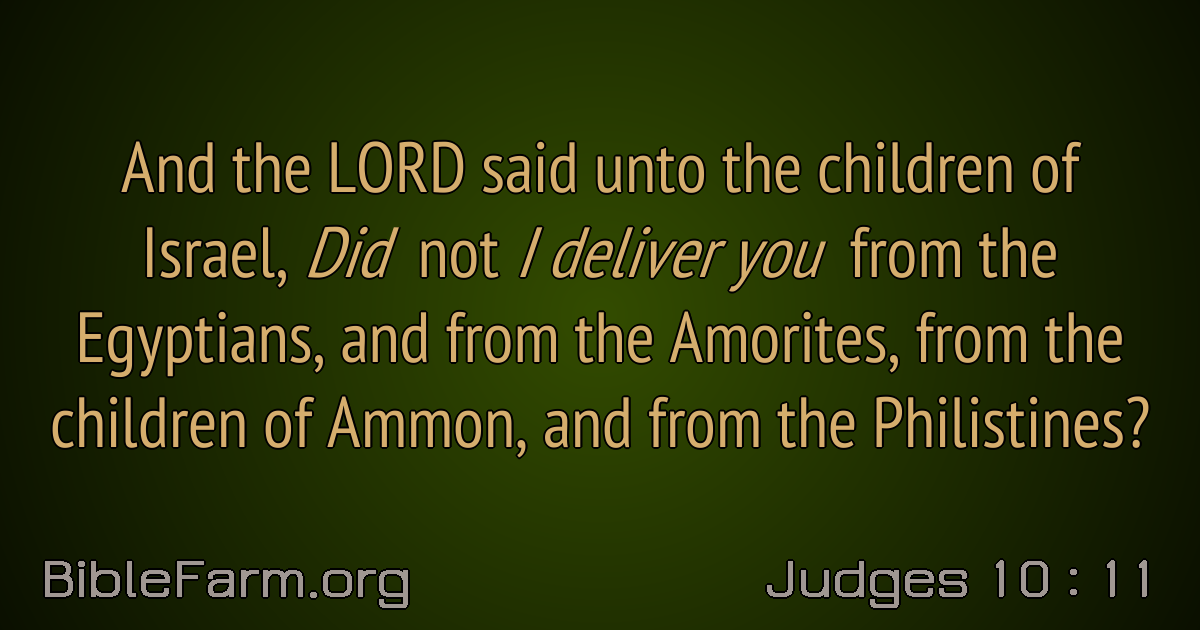 And the LORD said unto the children of
Israel, Did not I deliver you from the
Egyptians, and from the Amorites, from the
children of Ammon, and from the Philistines?
BibleFarm.org
Judges 10 : 11